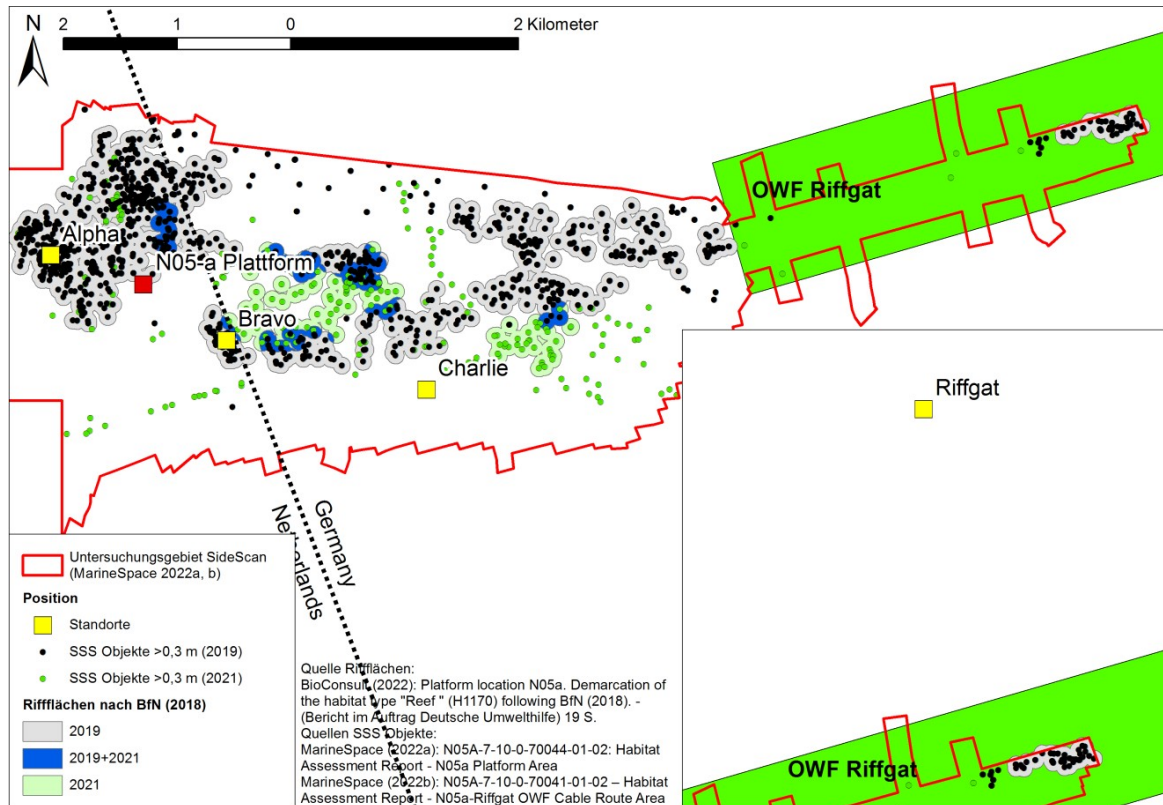 N
2 1 0 2 Kilometer
OWF Riffgat
Alpha
N05-a Plattform
Bravo
Charlie
Riffgat
Germany
Netherlands
OWF Riffgat
Untersuchungsgebiet SideScan
(MarineSpace 2022a, b)
Position
Standorte
SSS Objekte >0,3 m (2019)
SSS Objekte >0,3 m (2021)
Riffflächen nach BfN (2018)
2019
2019+2021
2021
Quelle Riffflächen:
BioConsult (2022): Platform location N05a. Demarcation of
the habitat type "Reef " (H1170) following BfN (2018). -
(Bericht im Auftrag Deutsche Umwelthilfe) 19 S.
Quellen SSS Objekte:
MarineSpace (2022a): N05A-7-10-0-70044-01-02: Habitat
Assessment Report - N05a Platform Area
MarineSpace (2022b): N05A-7-10-0-70041-01-02 – Habitat
Assessment Report - N05a-Riffgat OWF Cable Route Area